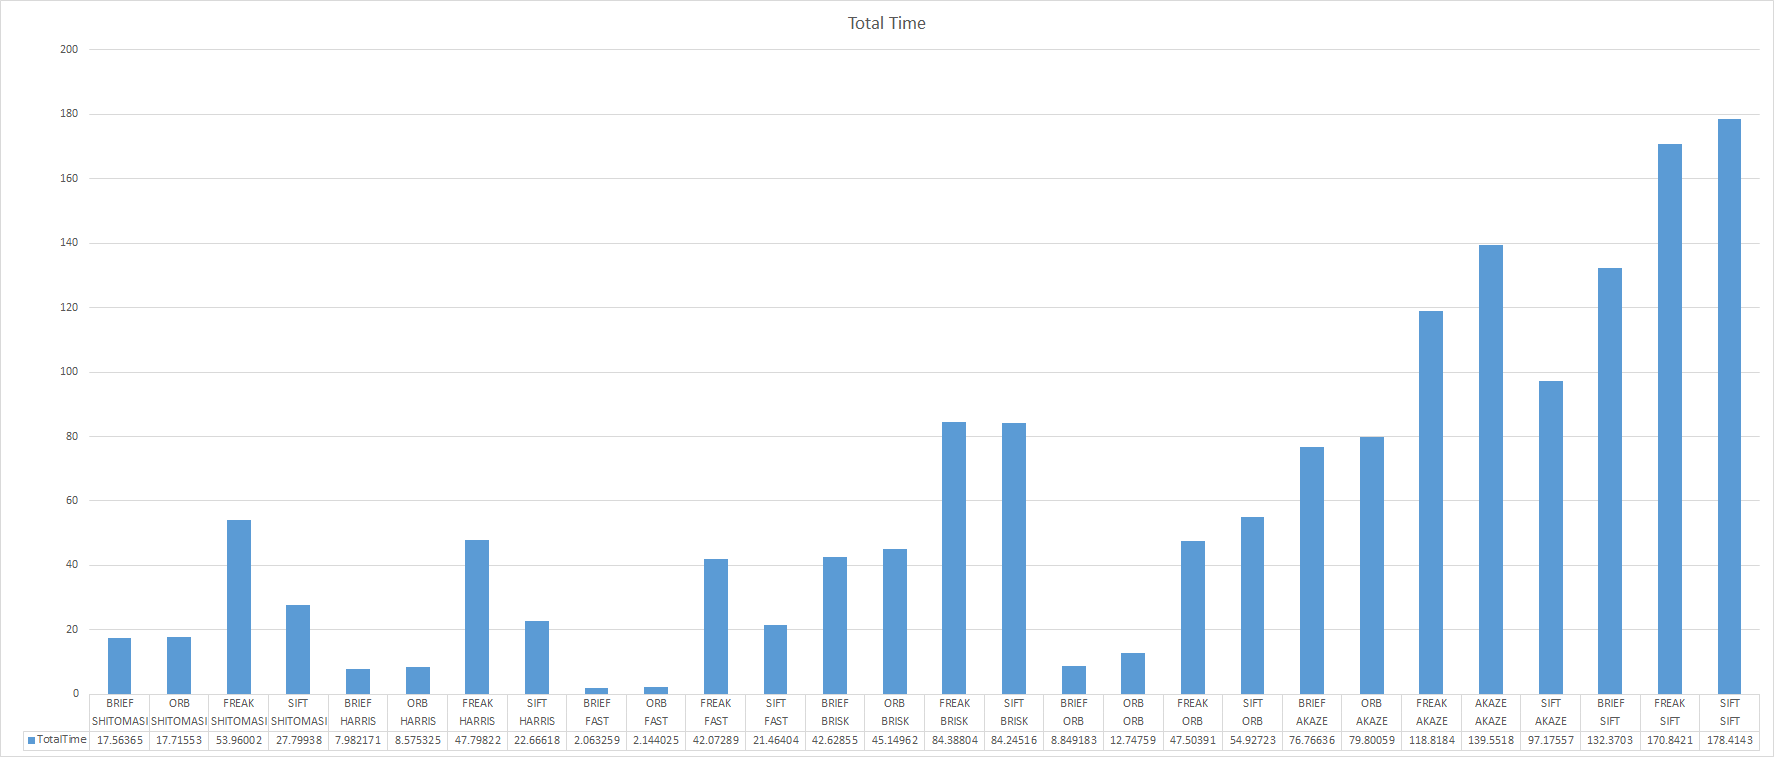 Total Time
200
180
160
140
120
100
80
60
40
20
0
BRIEF ORB FREAK SIFT BRIEF ORB FREAK SIFT BRIEF ORB FREAK SIFT BRIEF ORB FREAK SIFT BRIEF ORB FREAK SIFT BRIEF ORB FREAK AKAZE SIFT BRIEF FREAK SIFT
SHITOMASI SHITOMASI SHITOMASI SHITOMASI HARRIS HARRIS HARRIS HARRIS FAST FAST FAST FAST BRISK BRISK BRISK BRISK ORB ORB ORB ORB AKAZE AKAZE AKAZE AKAZE AKAZE SIFT SIFT SIFT
TotalTime 17.56365 17.71553 53.96002 27.79938 7.982171 8.575325 47.79822 22.66618 2.063259 2.144025 42.07289 21.46404 42.62855 45.14962 84.38804 84.24516 8.849183 12.74759 47.50391 54.92723 76.76636 79.80059 118.8184 139.5518 97.17557 132.3703 170.8421 178.4143